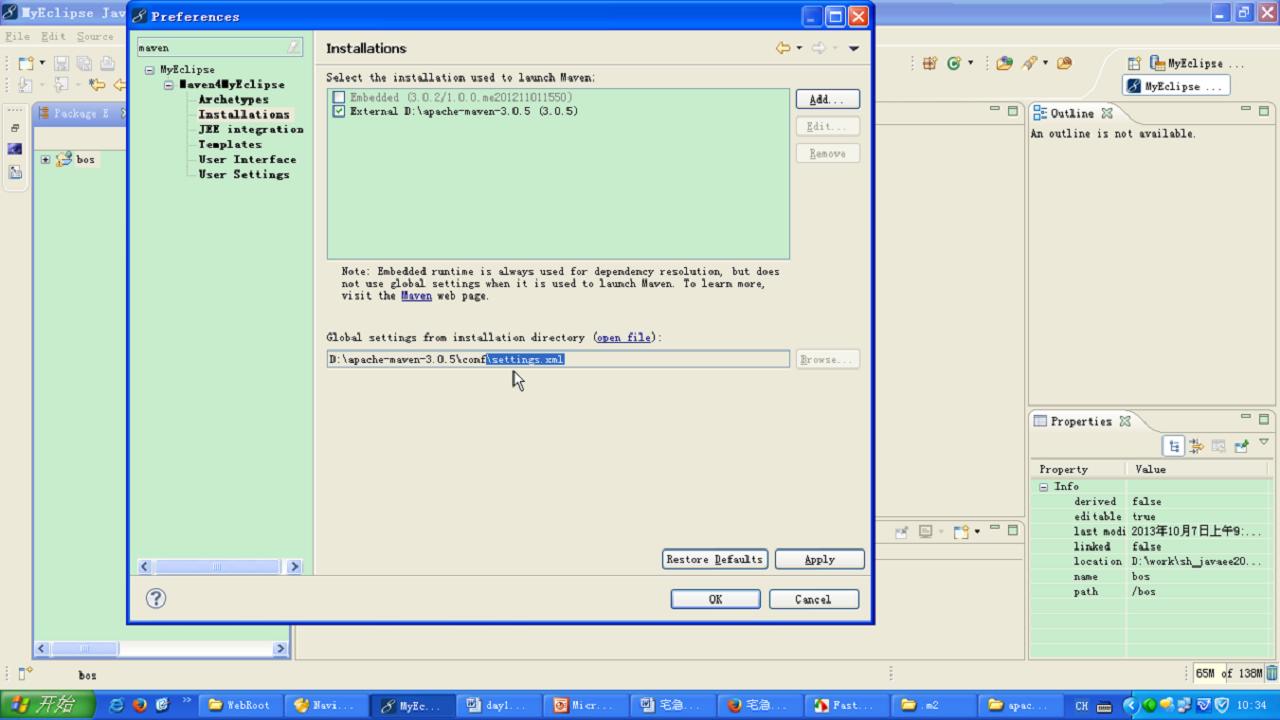 MyEclipse Jav
File Edit Source
Preferences
maven
MyEclipse
Maven4MyEclipse
Archetypes
Installations
JEE integration
Templates
User Interface
User Settings
Installations
Select the installation used to launch Maven:
Embedded (3.0.2/1.0.0.me201211011550)
External D:\apache-maven-3.0.5 (3.0.5)
Add...
Edit...
Remove
Note: Embedded runtime is always used for dependency resolution, but does
not use global settings when it is used to launch Maven. To learn more,
visit the Maven web page.
Global settings from installation directory (open file):
D:\apache-maven-3.0.5\conf\settings.xml
Browse...
Restore Defaults
Apply
OK
Cancel
Package E
bos
MyEclipse ...
MyEclipse ...
Outline
An outline is not available.
Properties
Property Value
Info
derived false
editable true
last modi 2013年10月7日上午9:...
linked false
location D:\work\sh_javaee20...
name bos
path /bos
bos
65M of 138M
开始
WebRoot
Navi...
MyEc...
day1...
Micr...
宅急...
宅急...
Fast...
.m2
apac...
CH
10:34